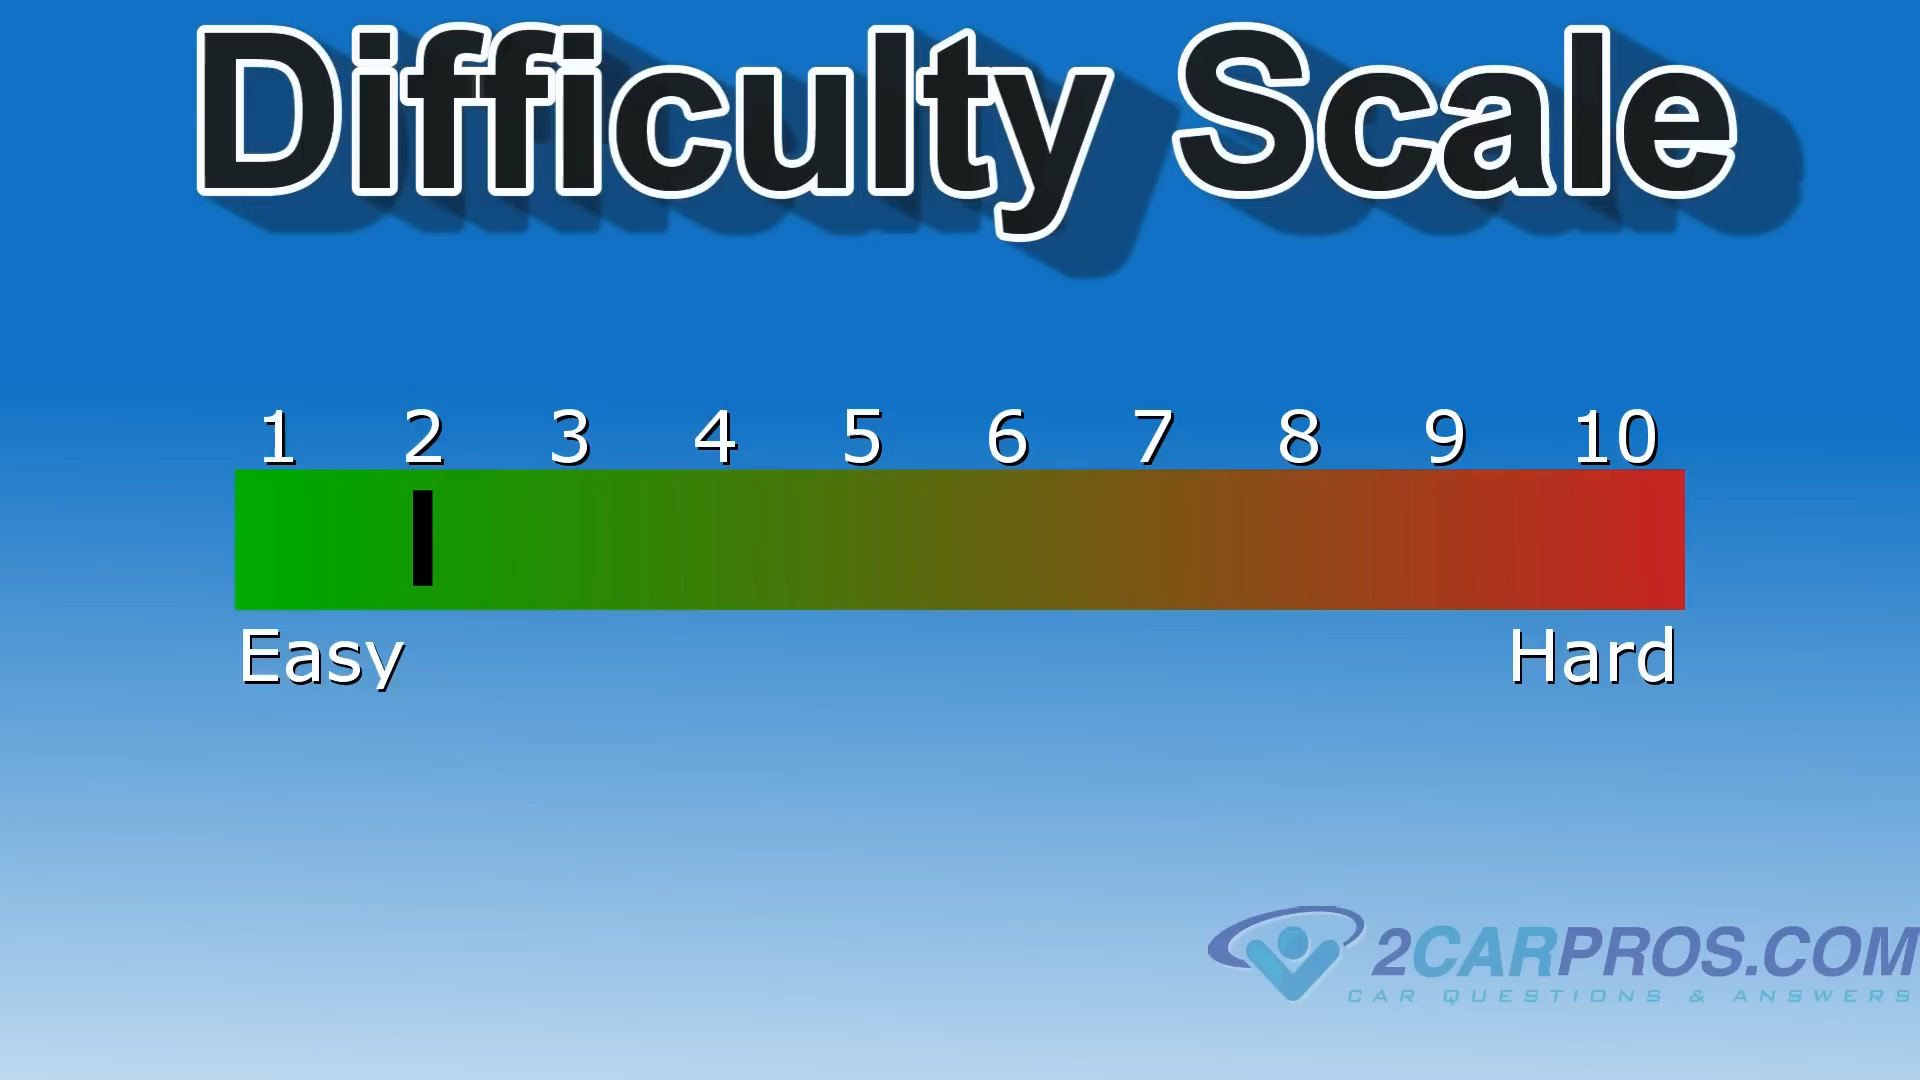 Difficulty Scale
1 2 3 4 5 6 7 8 9 10
Easy Hard
2CARPROS.COM
CAR QUESTIONS & ANSWERS